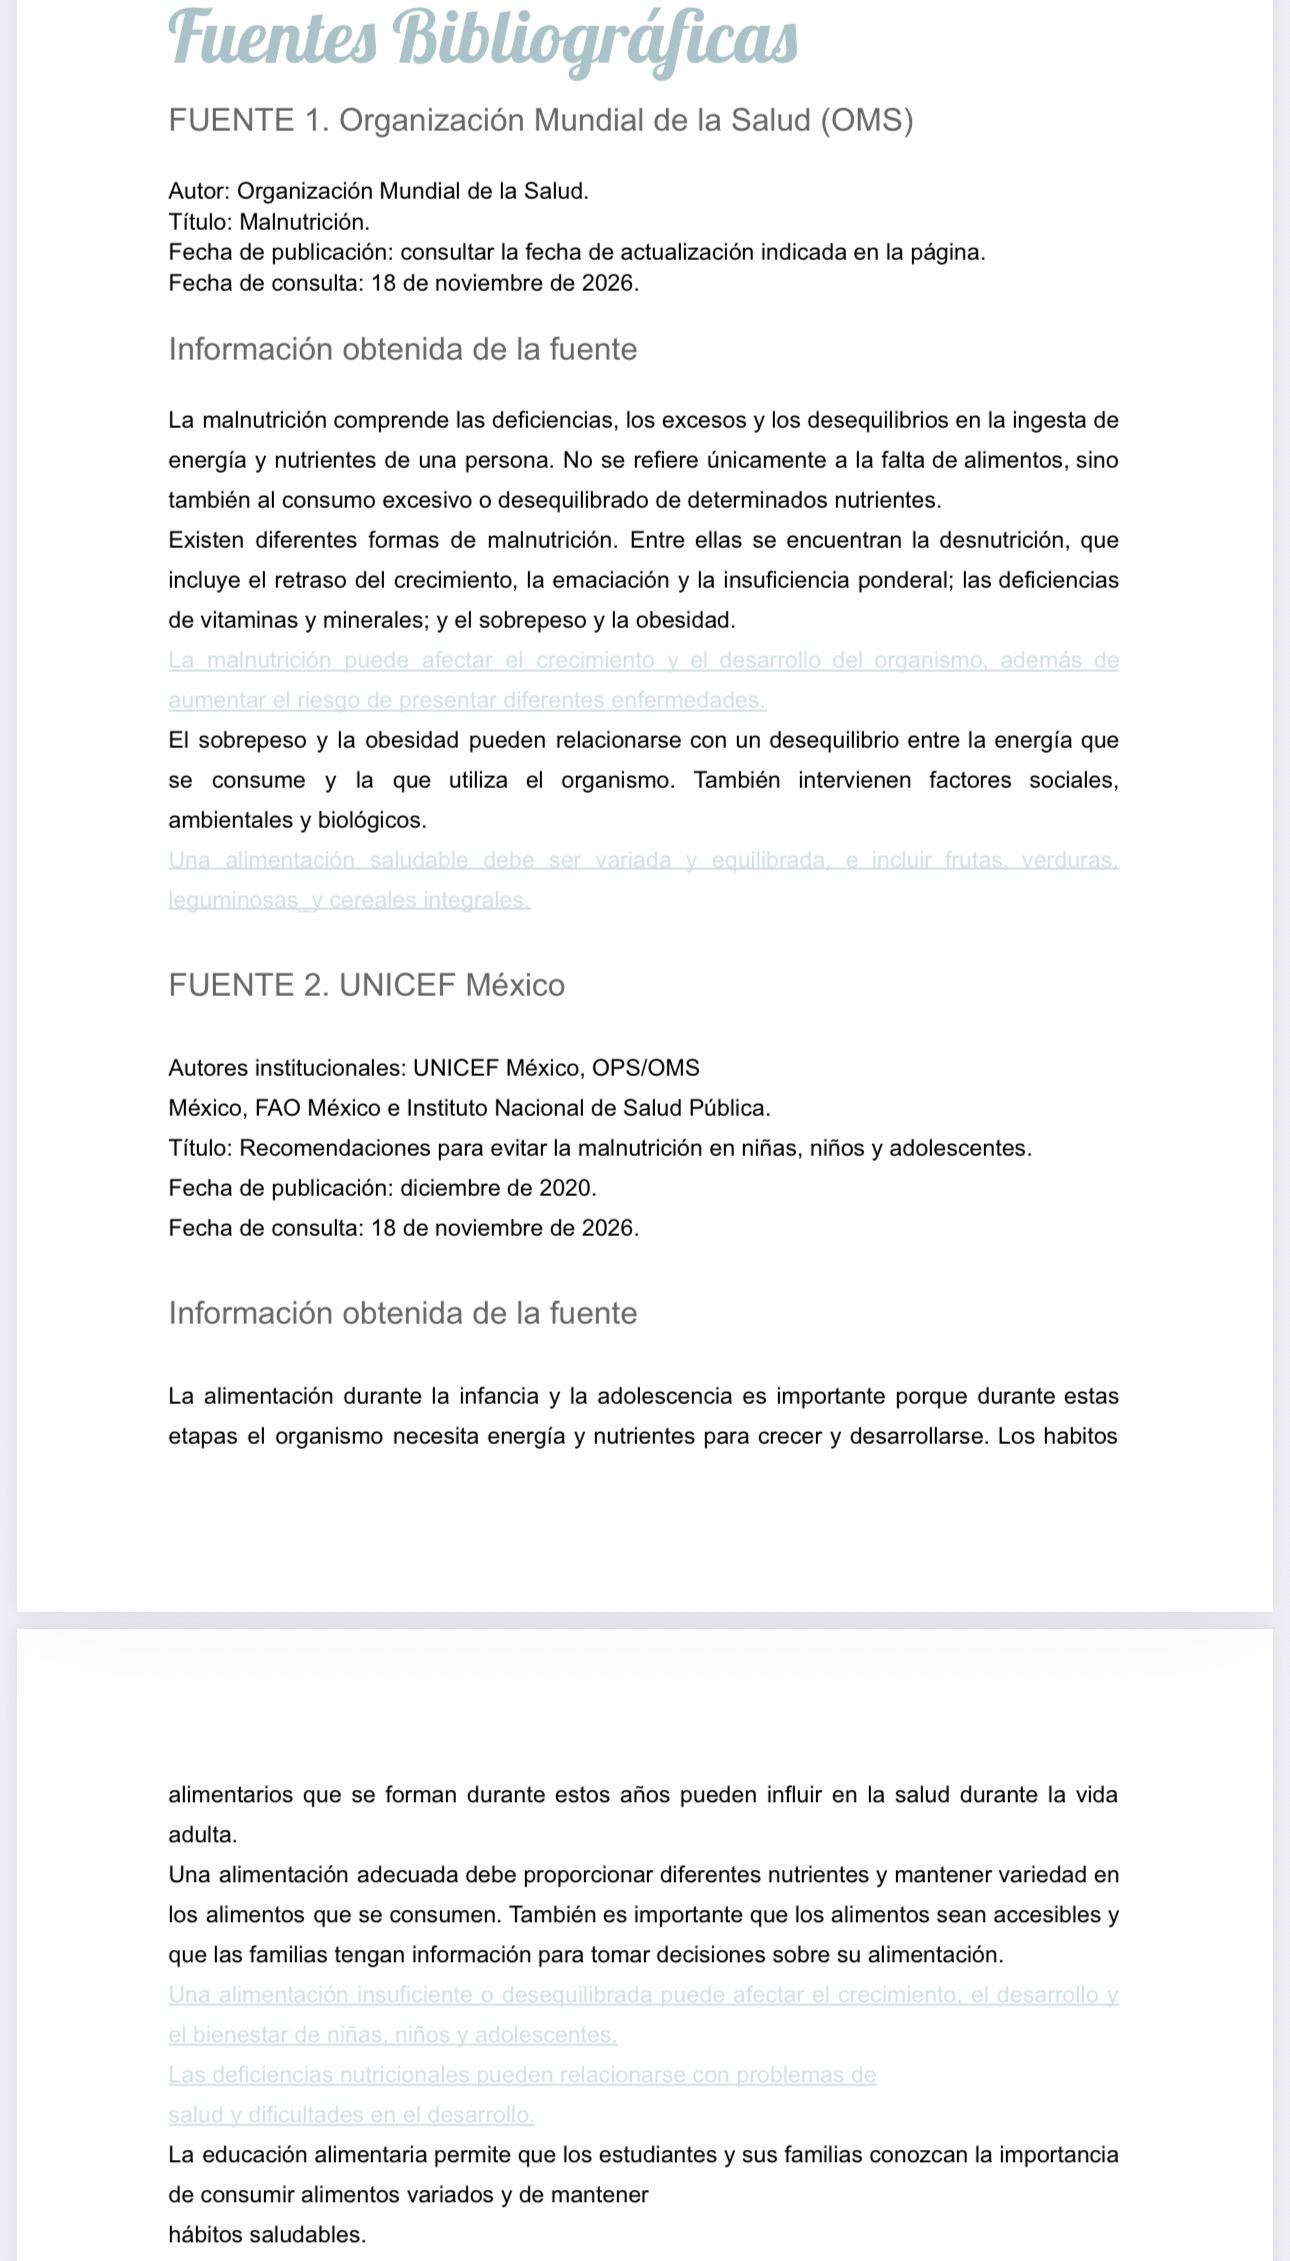 Fuentes Bibliográficas
FUENTE 1. Organización Mundial de la Salud (OMS)
Autor: Organización Mundial de la Salud.
Título: Malnutrición.
Fecha de publicación: consultar la fecha de actualización indicada en la página.
Fecha de consulta: 18 de noviembre de 2026.
Información obtenida de la fuente
La malnutrición comprende las deficiencias, los excesos y los desequilibrios en la ingesta de
energía y nutrientes de una persona. No se refiere únicamente a la falta de alimentos, sino
también al consumo excesivo o desequilibrado de determinados nutrientes.
Existen diferentes formas de malnutrición. Entre ellas se encuentran la desnutrición, que
incluye el retraso del crecimiento, la emaciación y la insuficiencia ponderal; las deficiencias
de vitaminas y minerales; y el sobrepeso y la obesidad.
La malnutrición puede afectar el crecimiento y el desarrollo del organismo, además de
aumentar el riesgo de presentar diferentes enfermedades.
El sobrepeso y la obesidad pueden relacionarse con un desequilibrio entre la energía que
se consume y la que utiliza el organismo. También intervienen factores sociales,
ambientales y biológicos.
Una alimentación saludable debe ser variada y equilibrada, e incluir frutas, verduras,
leguminosas_y cereales integrales.
FUENTE 2. UNICEF México
Autores institucionales: UNICEF México, OPS/OMS
México, FAO México e Instituto Nacional de Salud Pública.
Título: Recomendaciones para evitar la malnutrición en niñas, niños y adolescentes.
Fecha de publicación: diciembre de 2020.
Fecha de consulta: 18 de noviembre de 2026.
Información obtenida de la fuente
La alimentación durante la infancia y la adolescencia es importante porque durante estas
etapas el organismo necesita energía y nutrientes para crecer y desarrollarse. Los habitos
alimentarios que se forman durante estos años pueden influir en la salud durante la vida
adulta.
Una alimentación adecuada debe proporcionar diferentes nutrientes y mantener variedad en
los alimentos que se consumen. También es importante que los alimentos sean accesibles y
que las familias tengan información para tomar decisiones sobre su alimentación.
Una alimentación insuficiente o desequilibrada puede afectar el crecimiento, el desarrollo y
el bienestar de niñas, niños y adolescentes.
Las deficiencias nutricionales pueden relacionarse con problemas de
salud y dificultades en el desarrollo.
La educación alimentaria permite que los estudiantes y sus familias conozcan la importancia
de consumir alimentos variados y de mantener
hábitos saludables.